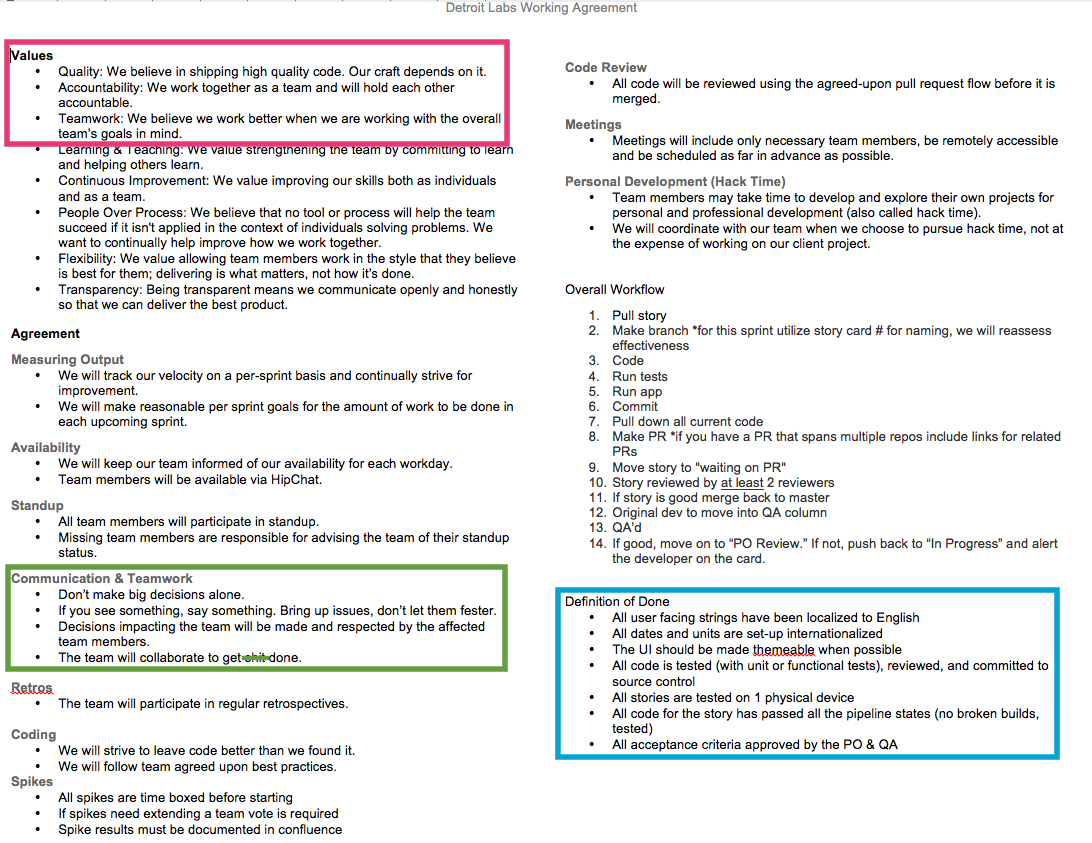 Detroit Labs Working Agreement
Values
• Quality: We believe in shipping high quality code. Our craft depends on it.
• Accountability: We work together as a team and will hold each other
accountable.
• Teamwork: We believe we work better when we are working with the overall
team's goals in mind.
• Learning & Teaching: We value strengthening the team by committing to learn
and helping others learn.
• Continuous Improvement: We value improving our skills both as individuals
and as a team.
• People Over Process: We believe that no tool or process will help the team
succeed if it isn't applied in the context of individuals solving problems. We
want to continually help improve how we work together.
• Flexibility: We value allowing team members work in the style that they believe
is best for them; delivering is what matters, not how it's done.
• Transparency: Being transparent means we communicate openly and honestly
so that we can deliver the best product.
Agreement
Measuring Output
• We will track our velocity on a per-sprint basis and continually strive for
improvement.
• We will make reasonable per sprint goals for the amount of work to be done in
each upcoming sprint.
Availability
• We will keep our team informed of our availability for each workday.
• Team members will be available via HipChat.
Standup
• All team members will participate in standup.
• Missing team members are responsible for advising the team of their standup
status.
Communication & Teamwork
• Don't make big decisions alone.
• If you see something, say something. Bring up issues, don't let them fester.
• Decisions impacting the team will be made and respected by the affected
team members.
• The team will collaborate to get shit done.
Retros
• The team will participate in regular retrospectives.
Coding
• We will strive to leave code better than we found it.
• We will follow team agreed upon best practices.
Spikes
• All spikes are time boxed before starting
• If spikes need extending a team vote is required
• Spike results must be documented in confluence
Code Review
• All code will be reviewed using the agreed-upon pull request flow before it is
merged.
Meetings
• Meetings will include only necessary team members, be remotely accessible
and be scheduled as far in advance as possible.
Personal Development (Hack Time)
• Team members may take time to develop and explore their own projects for
personal and professional development (also called hack time).
• We will coordinate with our team when we choose to pursue hack time, not at
the expense of working on our client project.
Overall Workflow
1. Pull story
2. Make branch *for this sprint utilize story card # for naming, we will reassess
effectiveness
3. Code
4. Run tests
5. Run app
6. Commit
7. Pull down all current code
8. Make PR *if you have a PR that spans multiple repos include links for related
PRs
9. Move story to "waiting on PR"
10. Story reviewed by at least 2 reviewers
11. If story is good merge back to master
12. Original dev to move into QA column
13. QA'd
14. If good, move on to “PO Review.” If not, push back to “In Progress” and alert
the developer on the card.
Definition of Done
• All user facing strings have been localized to English
• All dates and units are set-up internationalized
• The UI should be made themeable when possible
• All code is tested (with unit or functional tests), reviewed, and committed to
source control
• All stories are tested on 1 physical device
• All code for the story has passed all the pipeline states (no broken builds,
tested)
• All acceptance criteria approved by the PO & QA